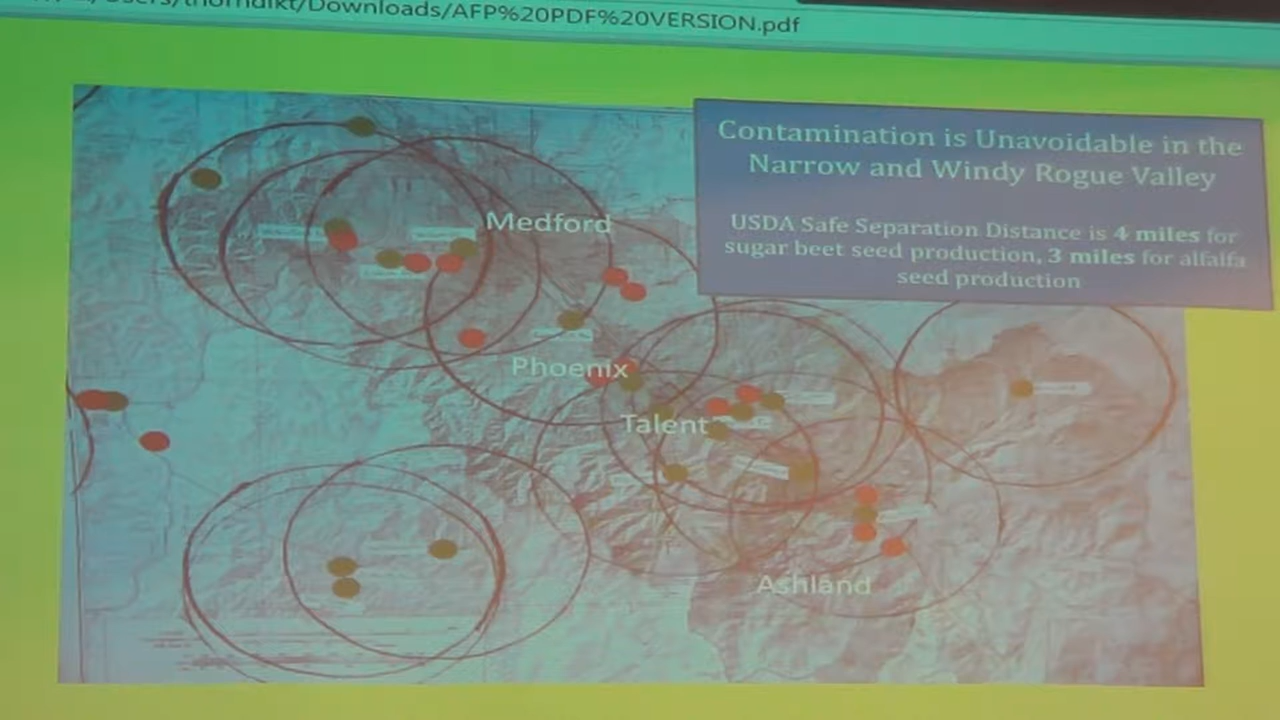 /Users/thorndikt/Downloads/AFP%20PDF%20VERSION.pdf
Contamination is Unavoidable in the
Narrow and Windy Rogue Valley
USDA Safe Separation Distance is 4 miles for
sugar beet seed production, 3 miles for alfalfa
seed production
Medford
Phoenix
Talent
Ashland